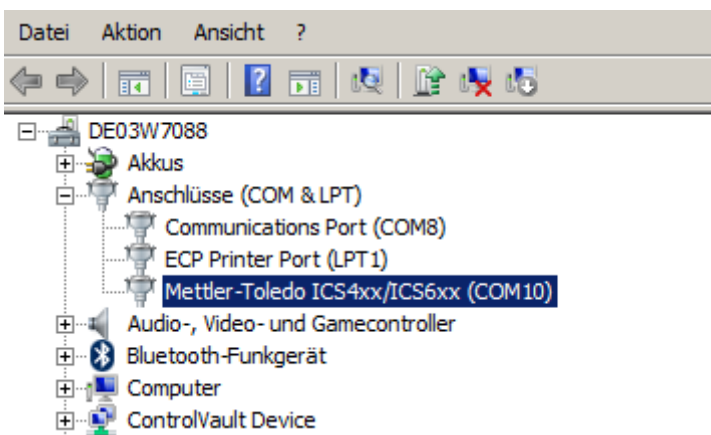 Datei Aktion Ansicht ?
DE03W7088
Akkus
Anschlüsse (COM & LPT)
Communications Port (COM8)
ECP Printer Port (LPT1)
Mettler-Toledo ICS4xx/ICS6xx (COM10)
Audio-, Video- und Gamecontroller
Bluetooth-Funkgerät
Computer
ControlVault Device